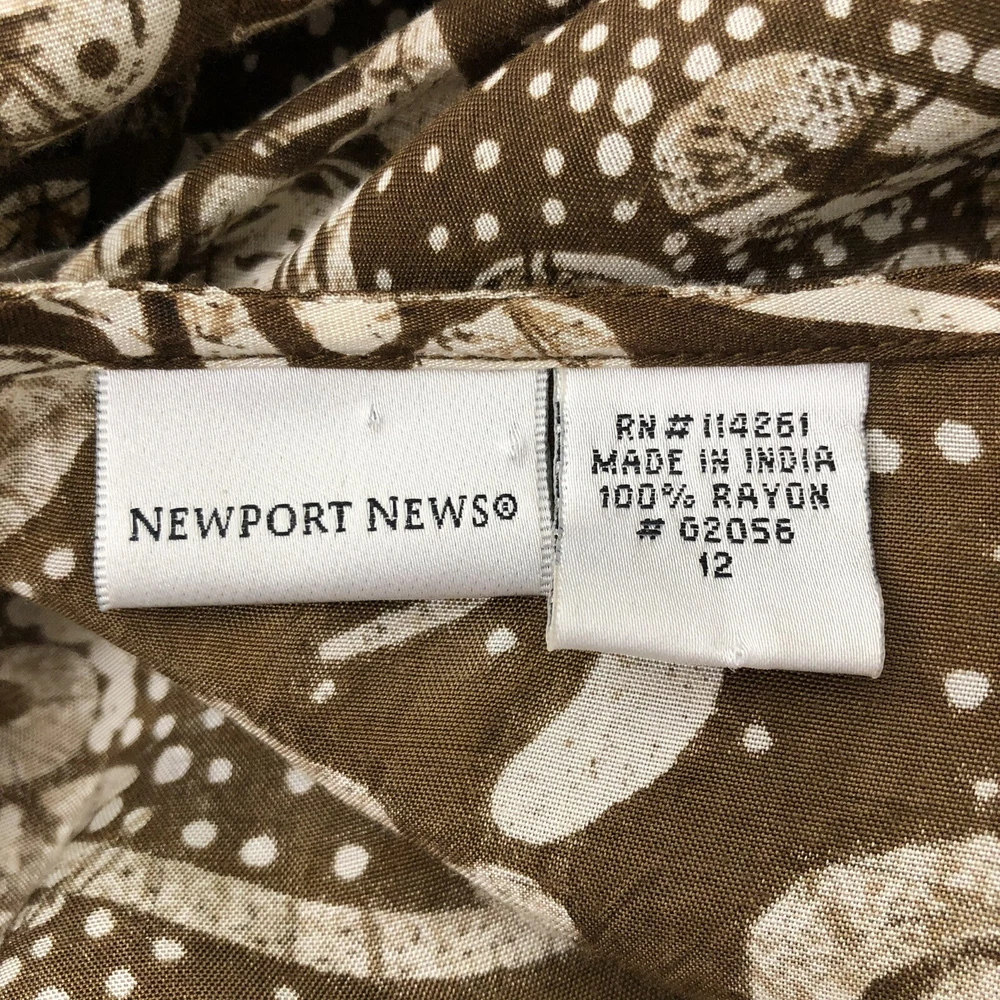 NEWPORT NEWS®
RN# 114261
MADE IN INDIA
100% RAYON
# 02056
12